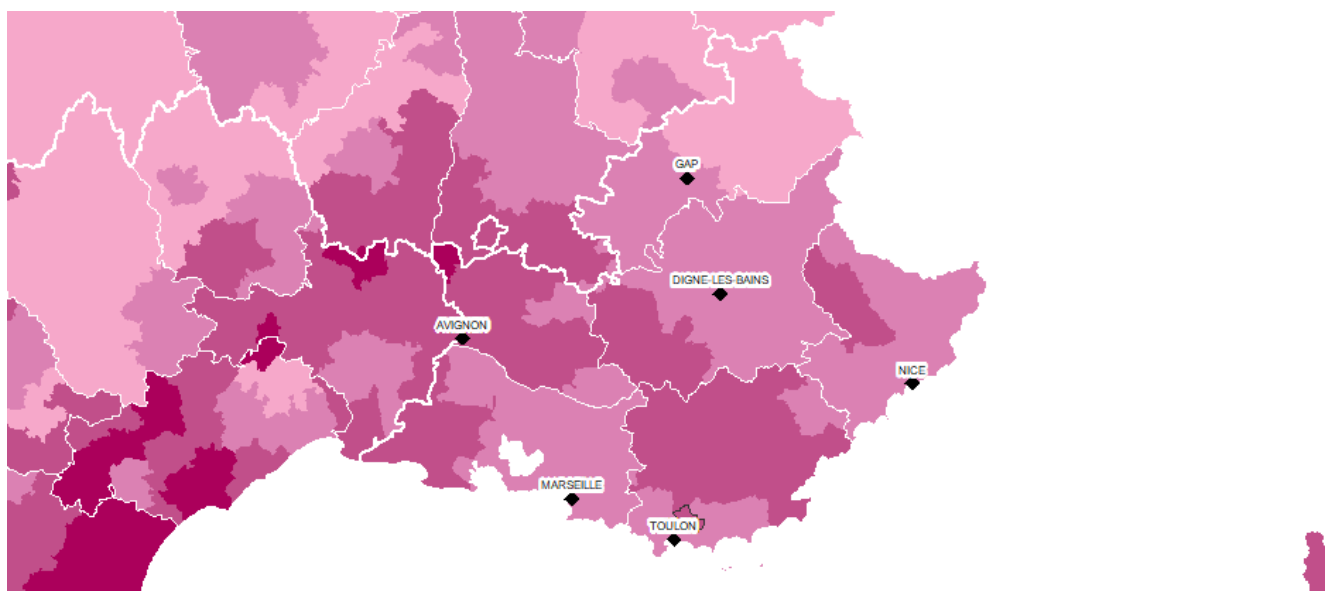 GAP
DIGNE-LES-BAINS
AVIGNON
NICE
MARSEILLE
TOULON